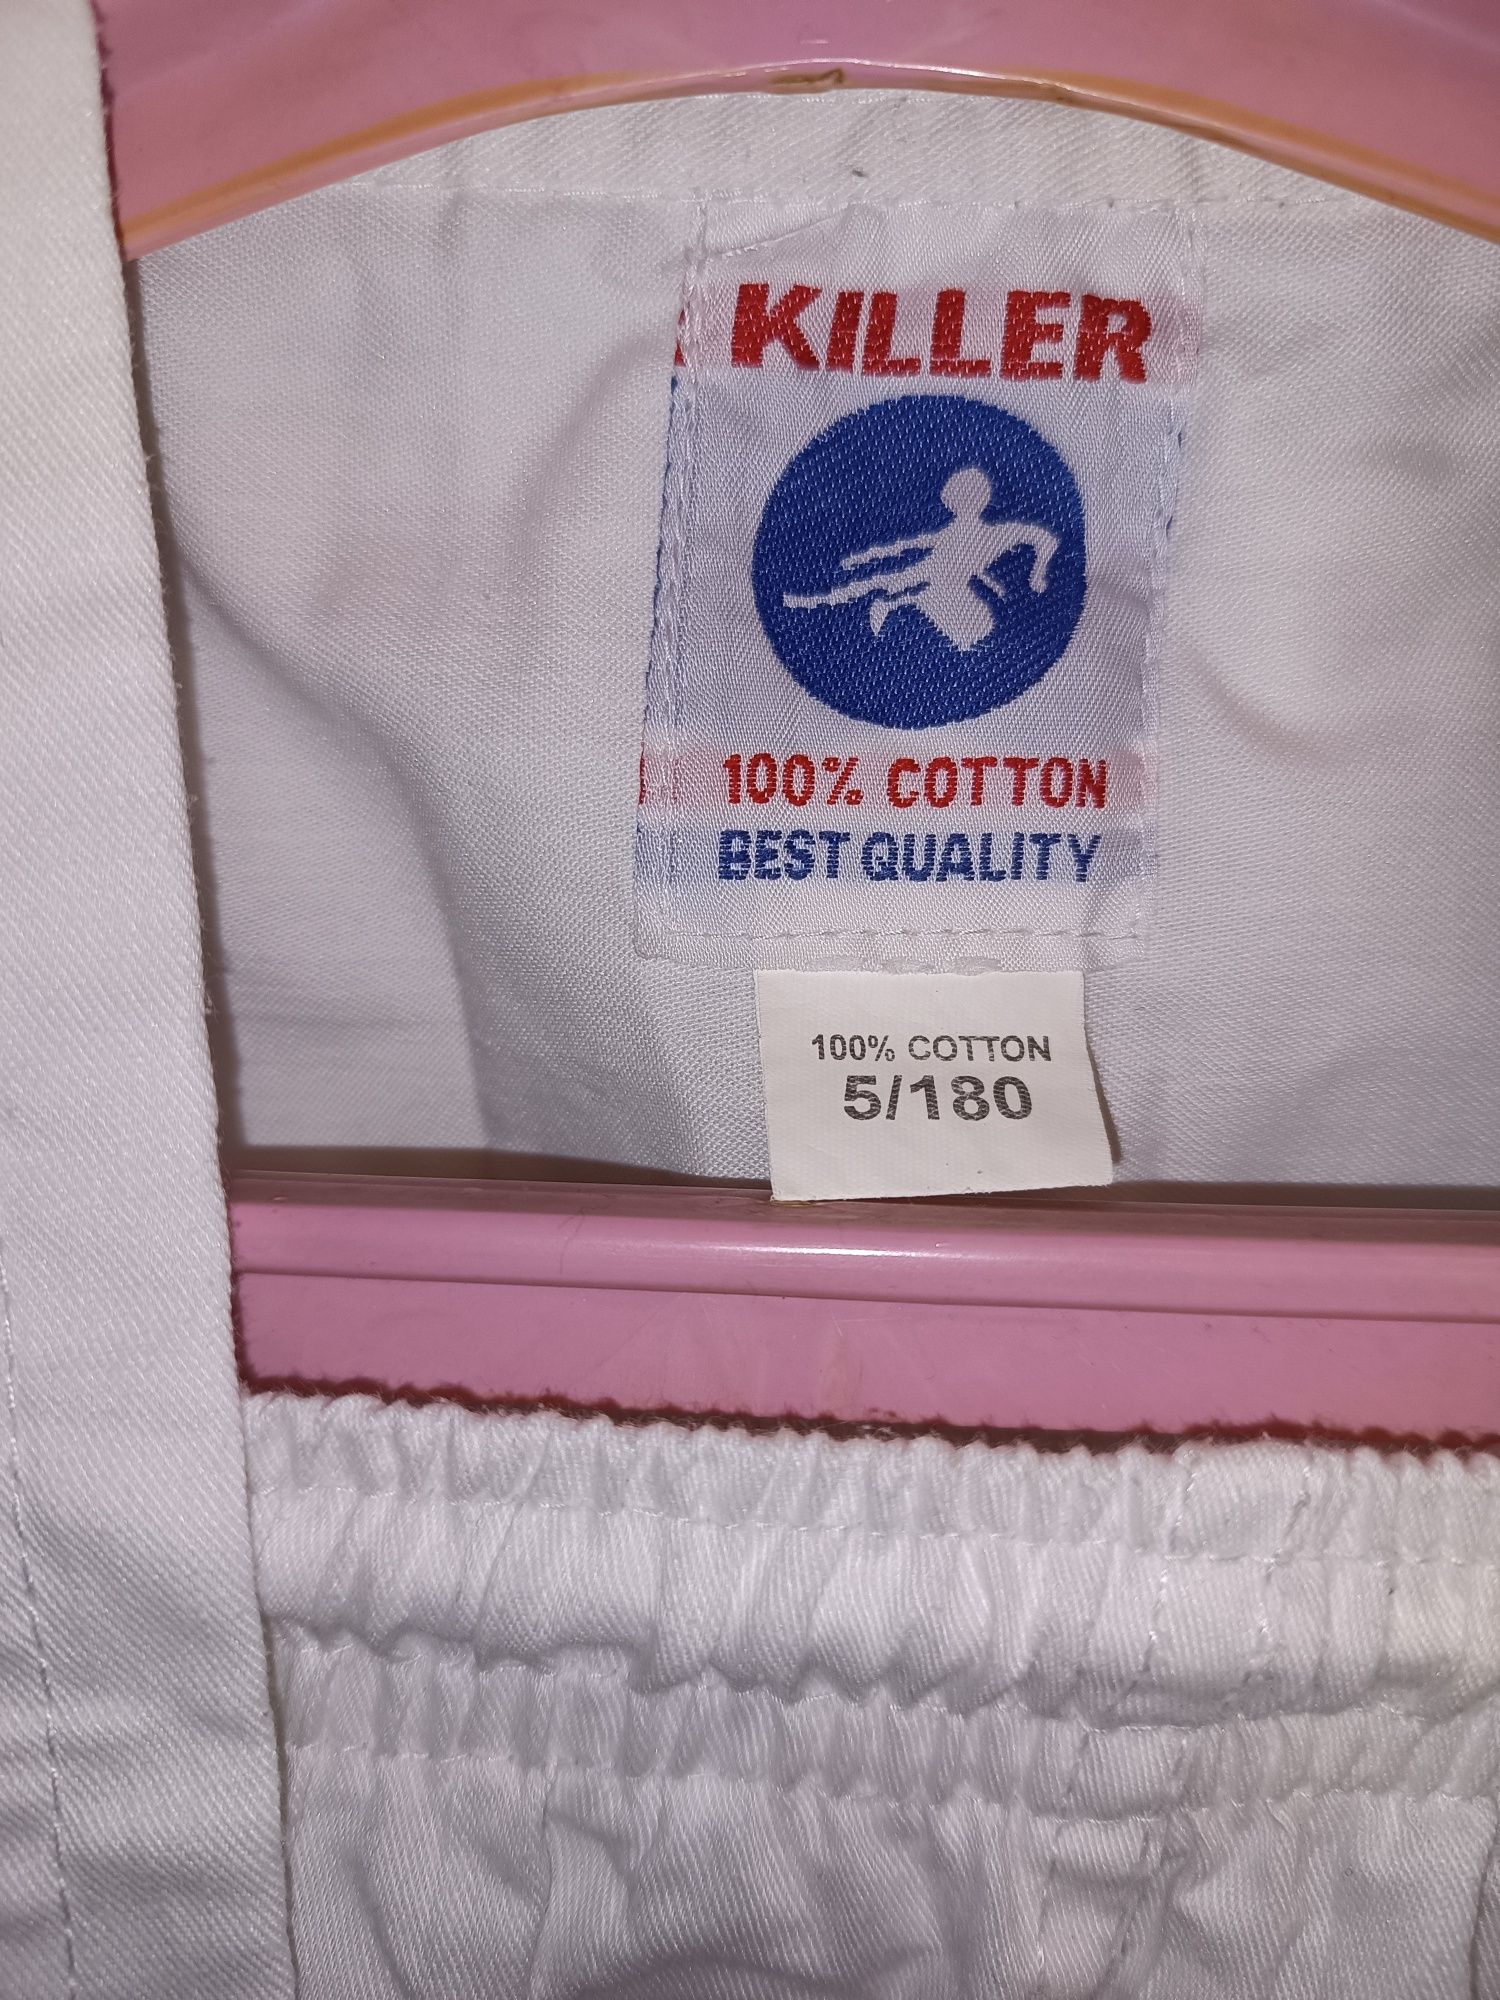 KILLER
100% COTTON
BEST QUALITY
100% COTTON
5/180